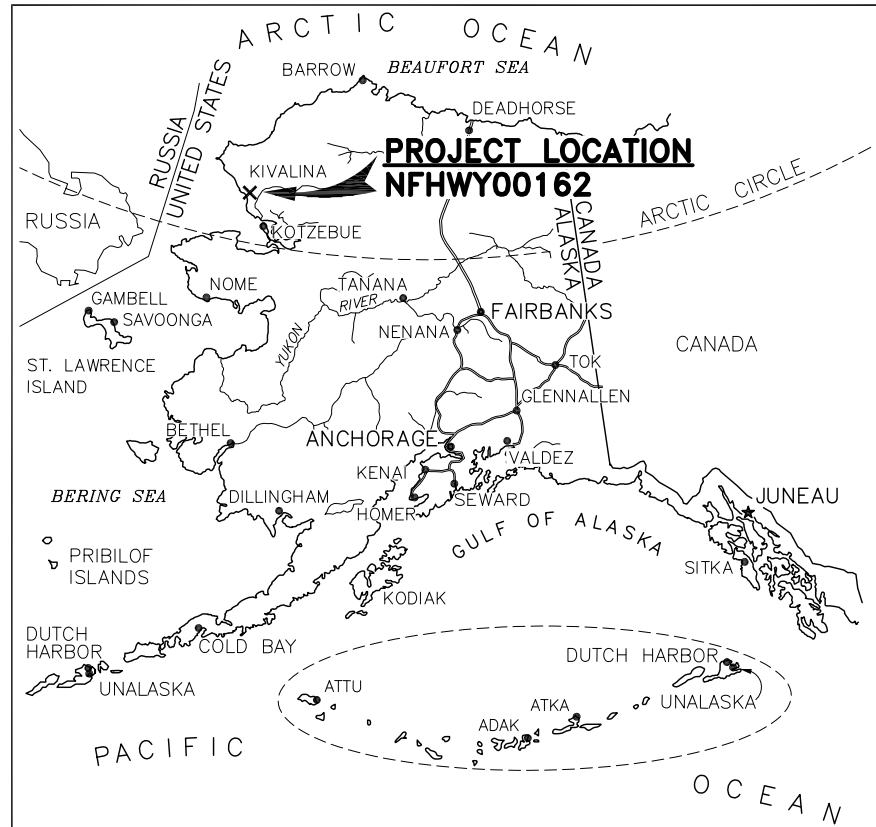 ARCTIC OCEAN
BARROW
BEAUFORT SEA
DEADHORSE
RUSSIA
UNITED STATES
PROJECT LOCATION
NFHWY00162
KIVALINA
RUSSIA
KOTZEBUE
ARCTIC CIRCLE
CANADA
ALASKA
GAMBELL
SAVOONGA
NOME
TANANA
YUKON
RIVER
FAIRBANKS
NENANA
ST. LAWRENCE
ISLAND
TOK
CANADA
GLENNALLEN
BETHEL
ANCHORAGE
VALDEZ
KENAI
SEWARD
HOMER
BERING SEA
DILLINGHAM
GULF OF ALASKA
JUNEAU
SITKA
PRIBILOF
ISLANDS
KODIAK
COLD BAY
DUTCH
HARBOR
UNALASKA
DUTCH HARBOR
UNALASKA
ATTU
ATKA
ADAK
PACIFIC
OCEAN